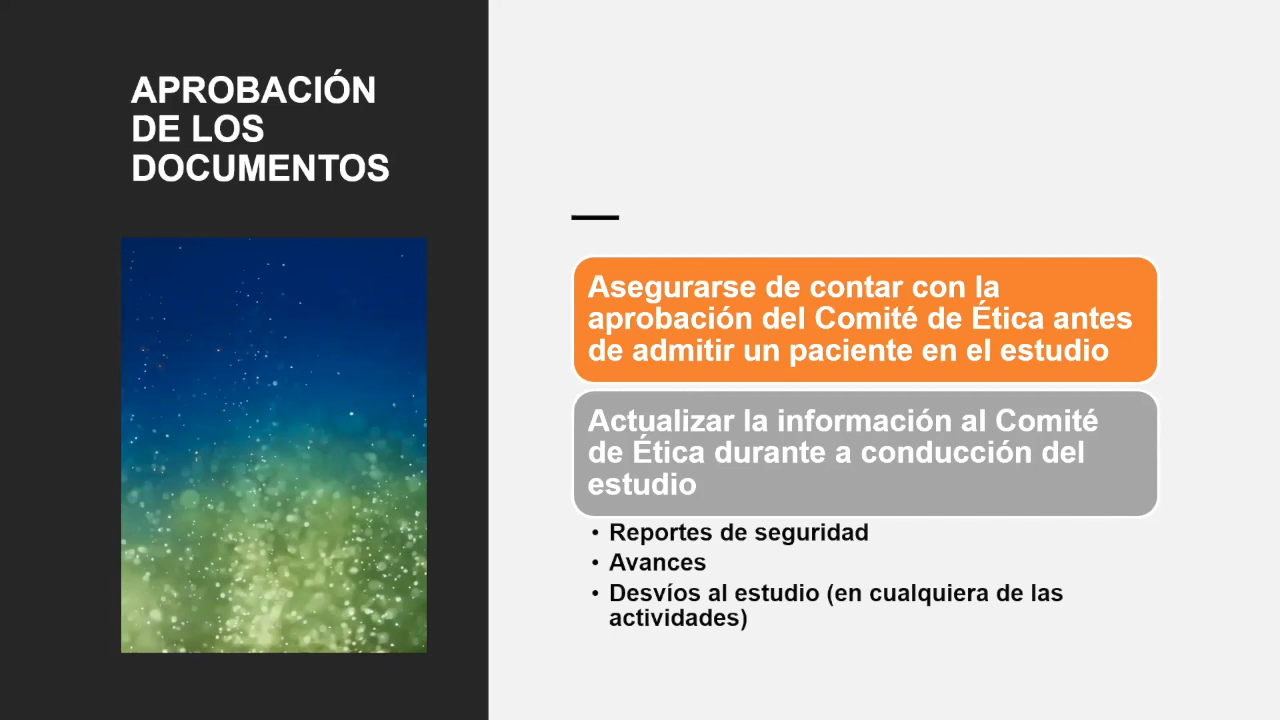 APROBACIÓN
DE LOS
DOCUMENTOS
Asegurarse de contar con la
aprobación del Comité de Ética antes
de admitir un paciente en el estudio
Actualizar la información al Comité
de Ética durante a conducción del
estudio
• Reportes de seguridad
• Avances
• Desvíos al estudio (en cualquiera de las
actividades)